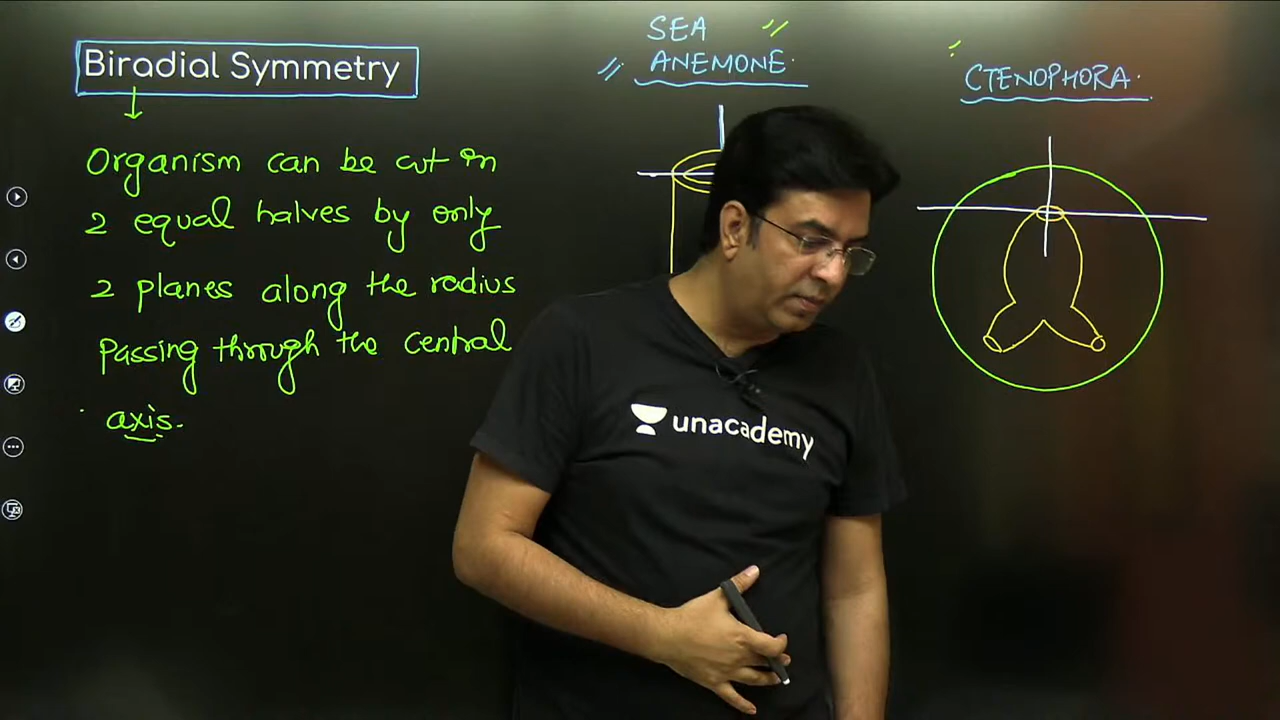 Biradial Symmetry
Organism can be cut in
2 equal halves by only
2 planes along the radius
passing through the central
axis.
SEA
ANEMONE
CTENOPHORA
unacademy